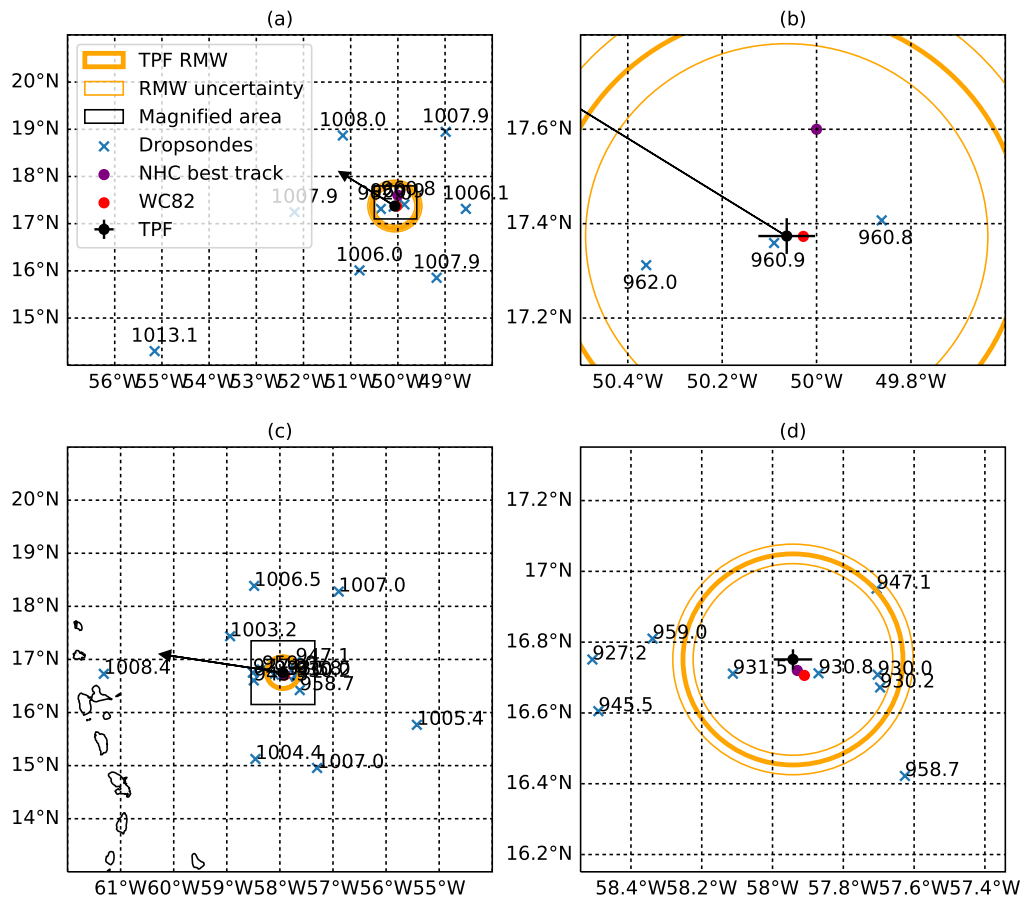 (a)
TPF RMW
RMW uncertainty
Magnified area
Dropsondes
NHC best track
WC82
TPF
20°N
19°N
18°N
17°N
16°N
15°N
1008.0
1007.9
1007.9
1006.1
1006.0
1007.9
1013.1
56°W
55°W
54°W
53°W
52°W
51°W
50°W
49°W
(b)
17.6°N
17.4°N
17.2°N
960.8
960.9
962.0
50.4°W
50.2°W
50°W
49.8°W
(c)
20°N
19°N
18°N
17°N
16°N
15°N
14°N
1006.5
1007.0
1003.2
947.1
1008.4
958.7
1005.4
1004.4
1007.0
61°W
60°W
59°W
58°W
57°W
56°W
55°W
(d)
17.2°N
17°N
16.8°N
16.6°N
16.4°N
16.2°N
947.1
959.0
927.2
931.5
930.8
930.0
930.2
945.5
958.7
58.4°W
58.2°W
58°W
57.8°W
57.6°W
57.4°W